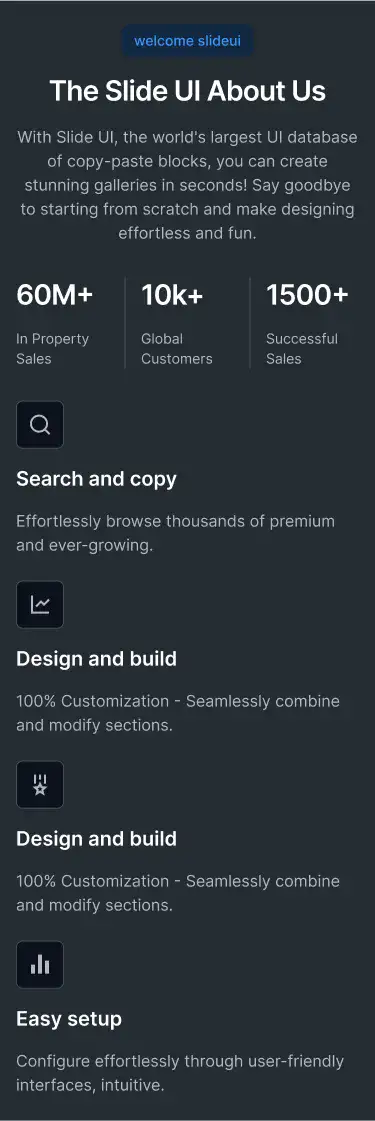 welcome slideui
The Slide UI About Us
With Slide UI, the world's largest UI database
of copy-paste blocks, you can create
stunning galleries in seconds! Say goodbye
to starting from scratch and make designing
effortless and fun.
60M+
In Property
Sales
10k+
Global
Customers
1500+
Successful
Sales
Search and copy
Effortlessly browse thousands of premium
and ever-growing.
Design and build
100% Customization - Seamlessly combine
and modify sections.
Design and build
100% Customization - Seamlessly combine
and modify sections.
Easy setup
Configure effortlessly through user-friendly
interfaces, intuitive.